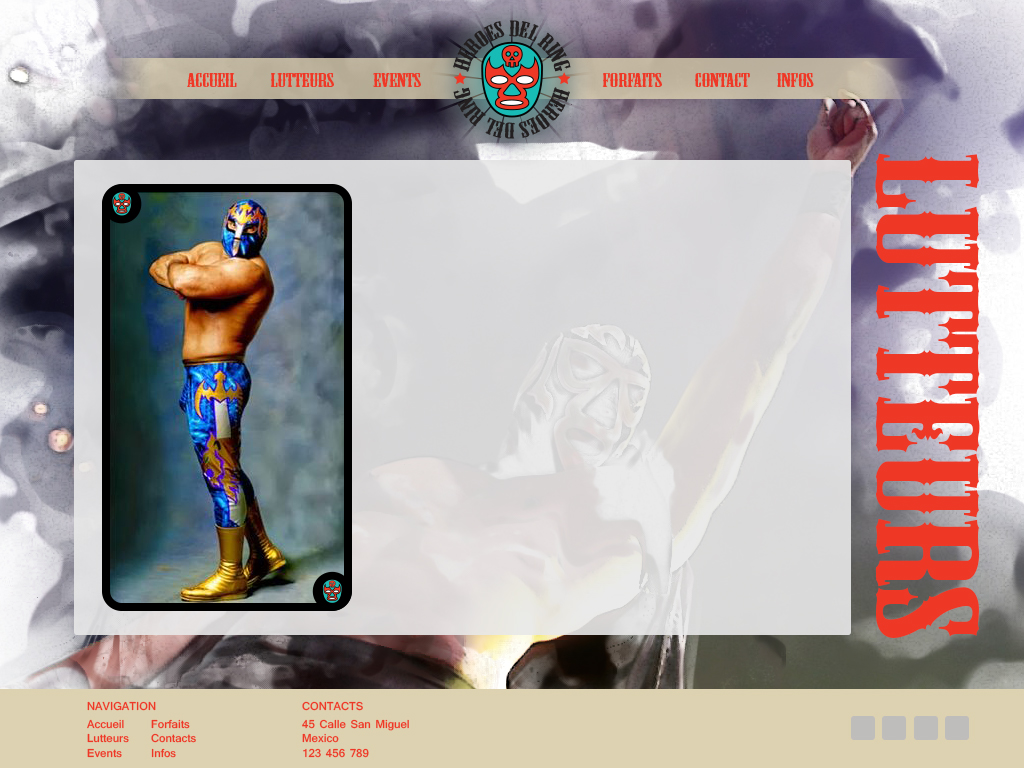 HEROES DEL RING
ACCUEIL LUTTEURS EVENTS FORFAITS CONTACT INFOS
HEROES DEL RING
LUTTEURS
NAVIGATION
Accueil Forfaits
Lutteurs Contacts
Events Infos
CONTACTS
45 Calle San Miguel
Mexico
123 456 789